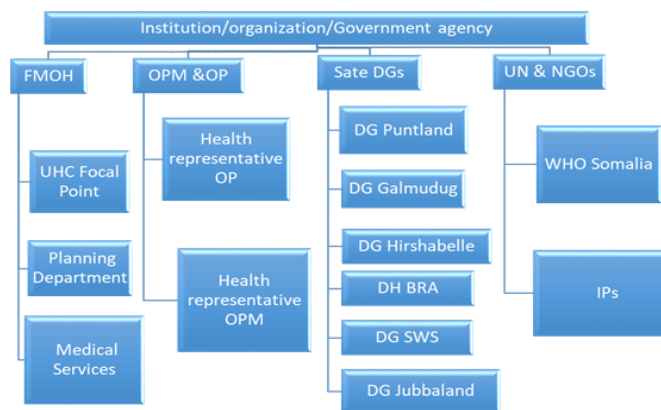 Institution/organization/Government agency
FMOH
OPM &OP
Sate DGs
UN & NGOs
UHC Focal
Point
Planning
Department
Medical
Services
Health
representative
OP
Health
representative
OPM
DG Puntland
DG Galmudug
DG Hirshabelle
DH BRA
DG SWS
DG Jubbaland
WHO Somalia
IPs